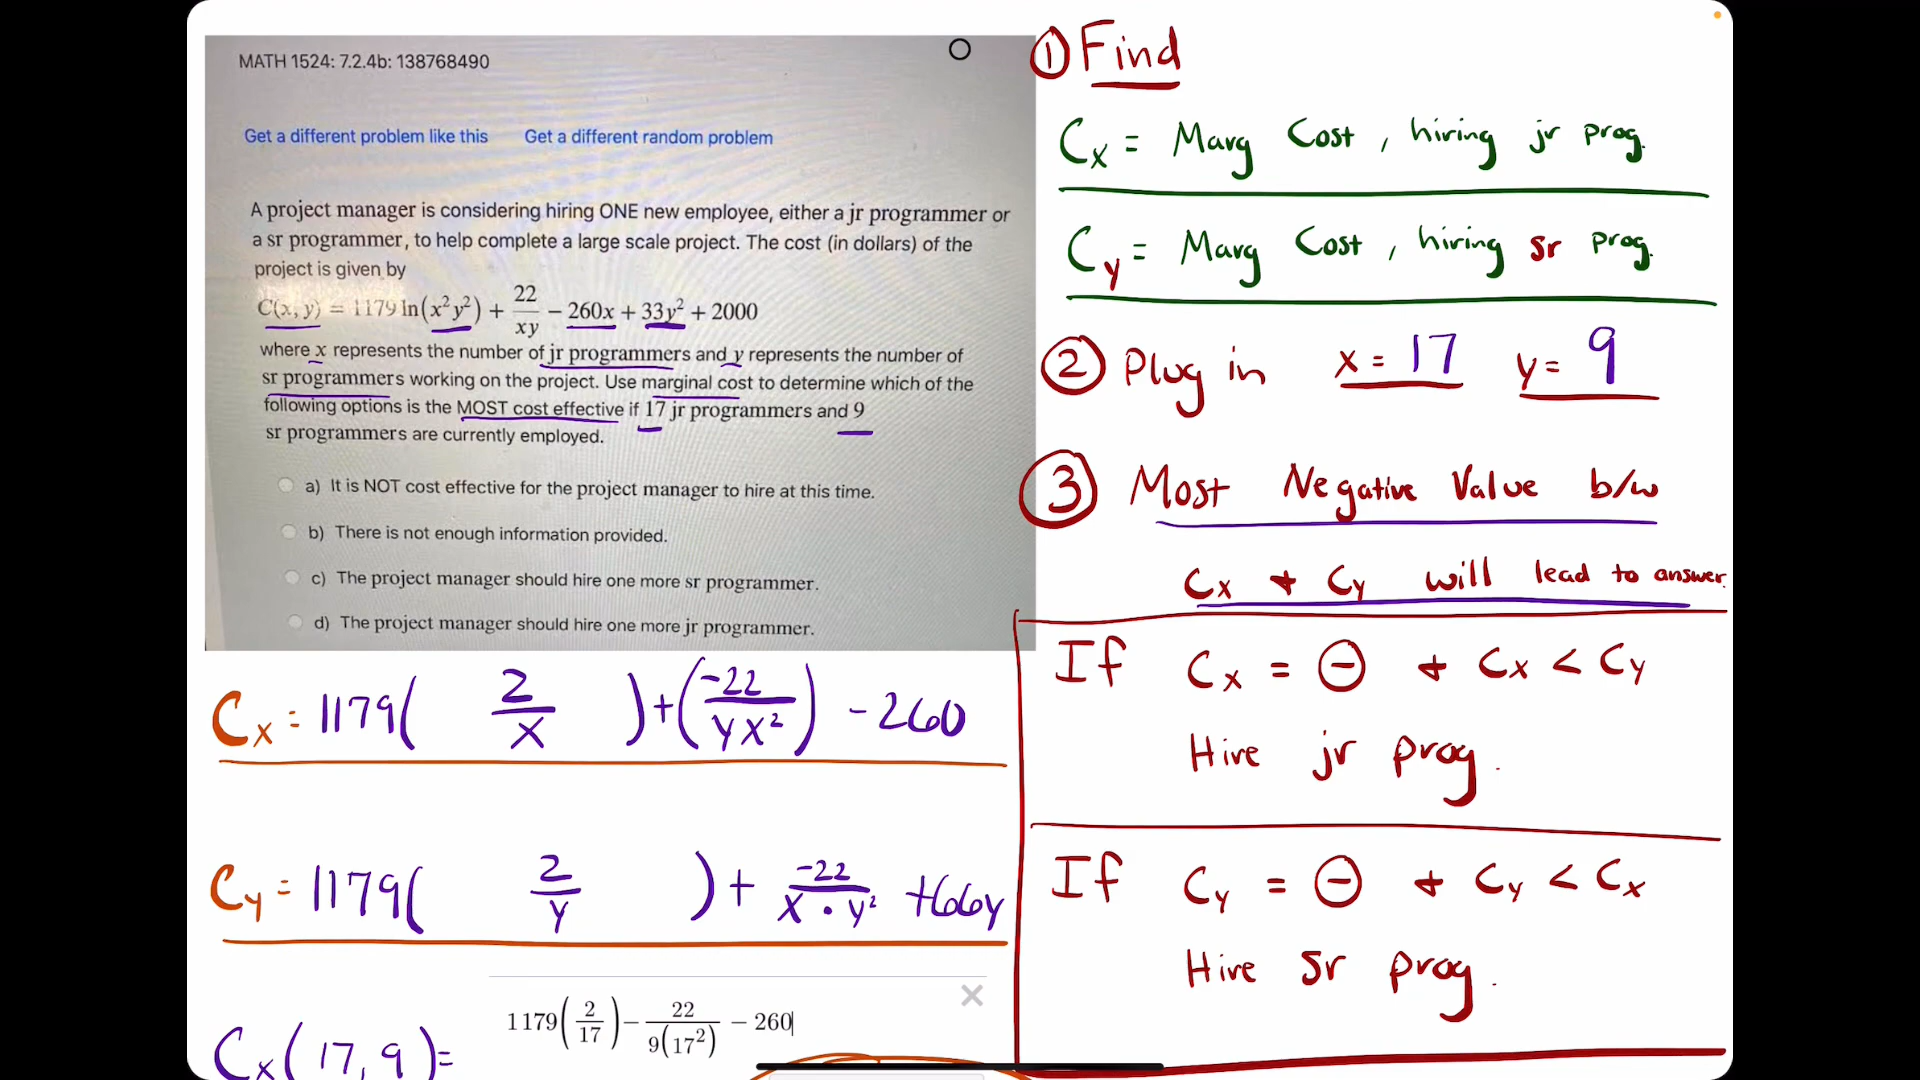 MATH 1524: 7.2.4b: 138768490
Get a different problem like this Get a different random problem
A project manager is considering hiring ONE new employee, either a jr programmer or
a sr programmer, to help complete a large scale project. The cost (in dollars) of the
project is given by
C(x, y) = 1179 ln(x²y²) + 22/xy − 260x + 33y² + 2000
where x represents the number of jr programmers and y represents the number of
sr programmers working on the project. Use marginal cost to determine which of the
following options is the MOST cost effective if 17 jr programmers and 9
sr programmers are currently employed.
a) It is NOT cost effective for the project manager to hire at this time.
b) There is not enough information provided.
c) The project manager should hire one more sr programmer.
d) The project manager should hire one more jr programmer.
Cx = 1179( 2/x ) + (-22/yx²) - 260
Cy = 1179( 2/y ) + -22/x · y² + 66y
Cx(17,9) =
1179(2/17) − 22/9(17²) − 260
① Find
Cx = Marg Cost, hiring jr prog.
Cy = Marg Cost, hiring sr prog.
② Plug in x = 17 y = 9
③ Most Negative Value b/w
Cx + Cy will lead to answer.
If Cx = ⊖ + Cx < Cy
Hire jr prog.
If Cy = ⊖ + Cy < Cx
Hire Sr prog.